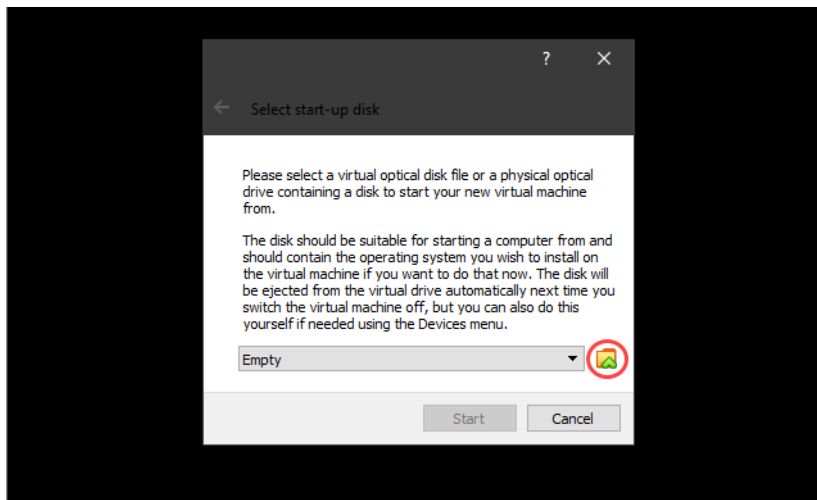 ?
Select start-up disk
Please select a virtual optical disk file or a physical optical
drive containing a disk to start your new virtual machine
from.
The disk should be suitable for starting a computer from and
should contain the operating system you wish to install on
the virtual machine if you want to do that now. The disk will
be ejected from the virtual drive automatically next time you
switch the virtual machine off, but you can also do this
yourself if needed using the Devices menu.
Empty
Start Cancel